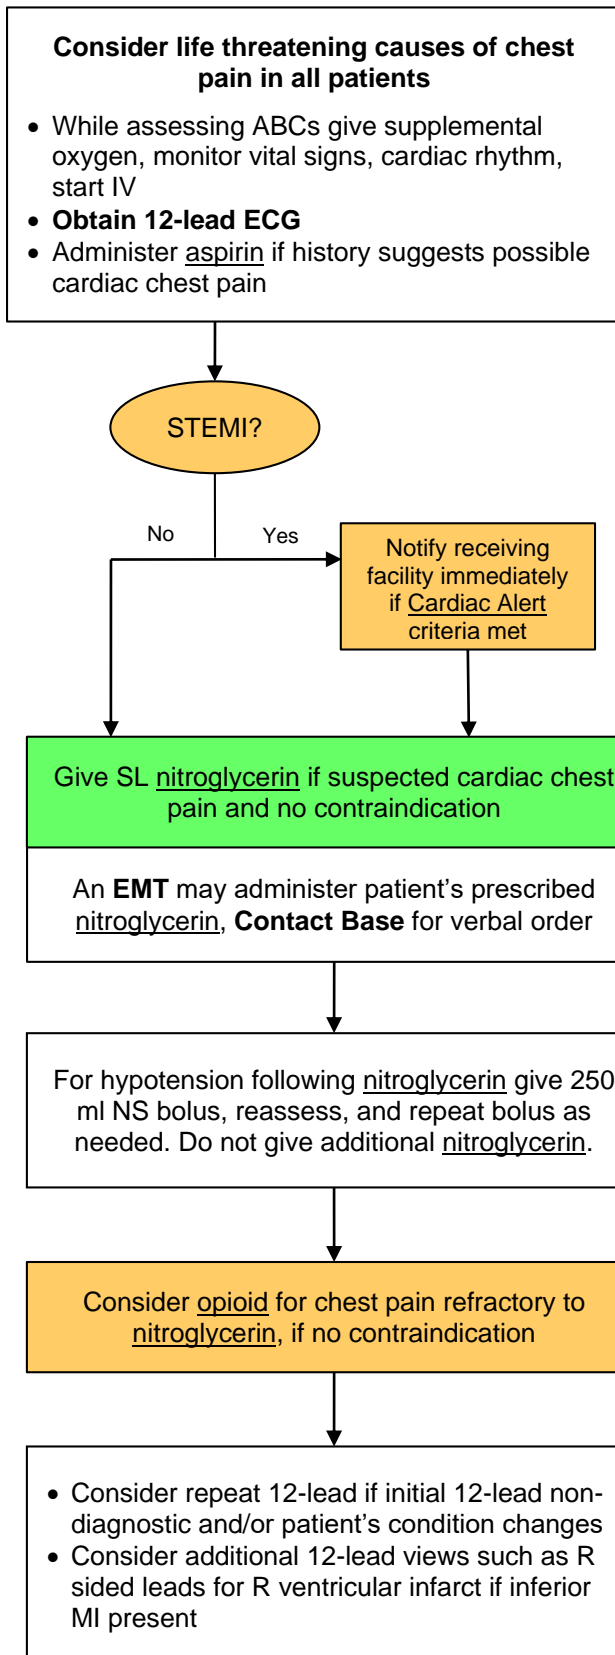 Consider life threatening causes of chest
pain in all patients
• While assessing ABCs give supplemental
oxygen, monitor vital signs, cardiac rhythm,
start IV
• Obtain 12-lead ECG
• Administer aspirin if history suggests possible
cardiac chest pain
STEMI?
No
Yes
Notify receiving
facility immediately
if Cardiac Alert
criteria met
Give SL nitroglycerin if suspected cardiac chest
pain and no contraindication
An EMT may administer patient’s prescribed
nitroglycerin, Contact Base for verbal order
For hypotension following nitroglycerin give 250
ml NS bolus, reassess, and repeat bolus as
needed. Do not give additional nitroglycerin.
Consider opioid for chest pain refractory to
nitroglycerin, if no contraindication
• Consider repeat 12-lead if initial 12-lead non-
diagnostic and/or patient’s condition changes
• Consider additional 12-lead views such as R
sided leads for R ventricular infarct if inferior
MI present